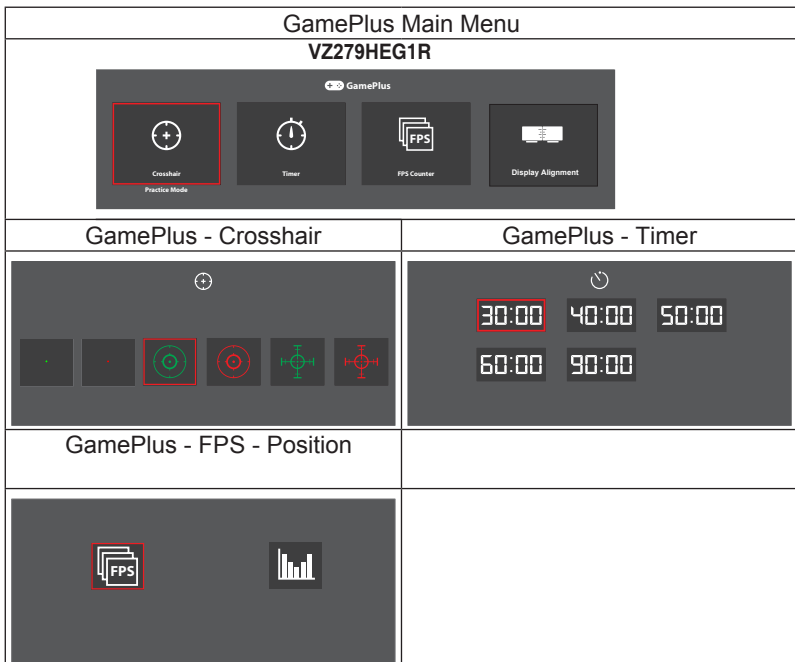 GamePlus Main Menu
VZ279HEG1R
GamePlus
FPS
Crosshair
Timer
FPS Counter
Display Alignment
Practice Mode
GamePlus - Crosshair
GamePlus - Timer
30:00 40:00 50:00
60:00 90:00
GamePlus - FPS - Position
FPS